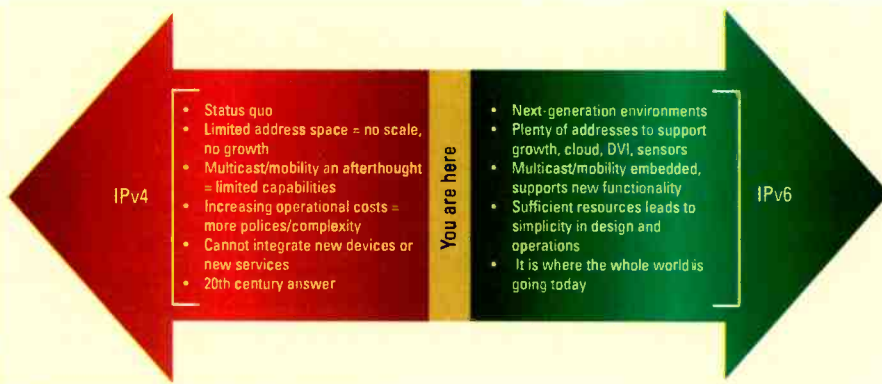 IPv4
• Status quo
• Limited address space = no scale,
no growth
• Multicast/mobility an afterthought
= limited capabilities
• Increasing operational costs =
more polices/complexity
• Cannot integrate new devices or
new services
• 20th century answer
You are here
• Next-generation environments
• Plenty of addresses to support
growth, cloud, DVI, sensors
• Multicast/mobility embedded,
supports new functionality
• Sufficient resources leads to
simplicity in design and
operations
• It is where the whole world is
going today
IPv6